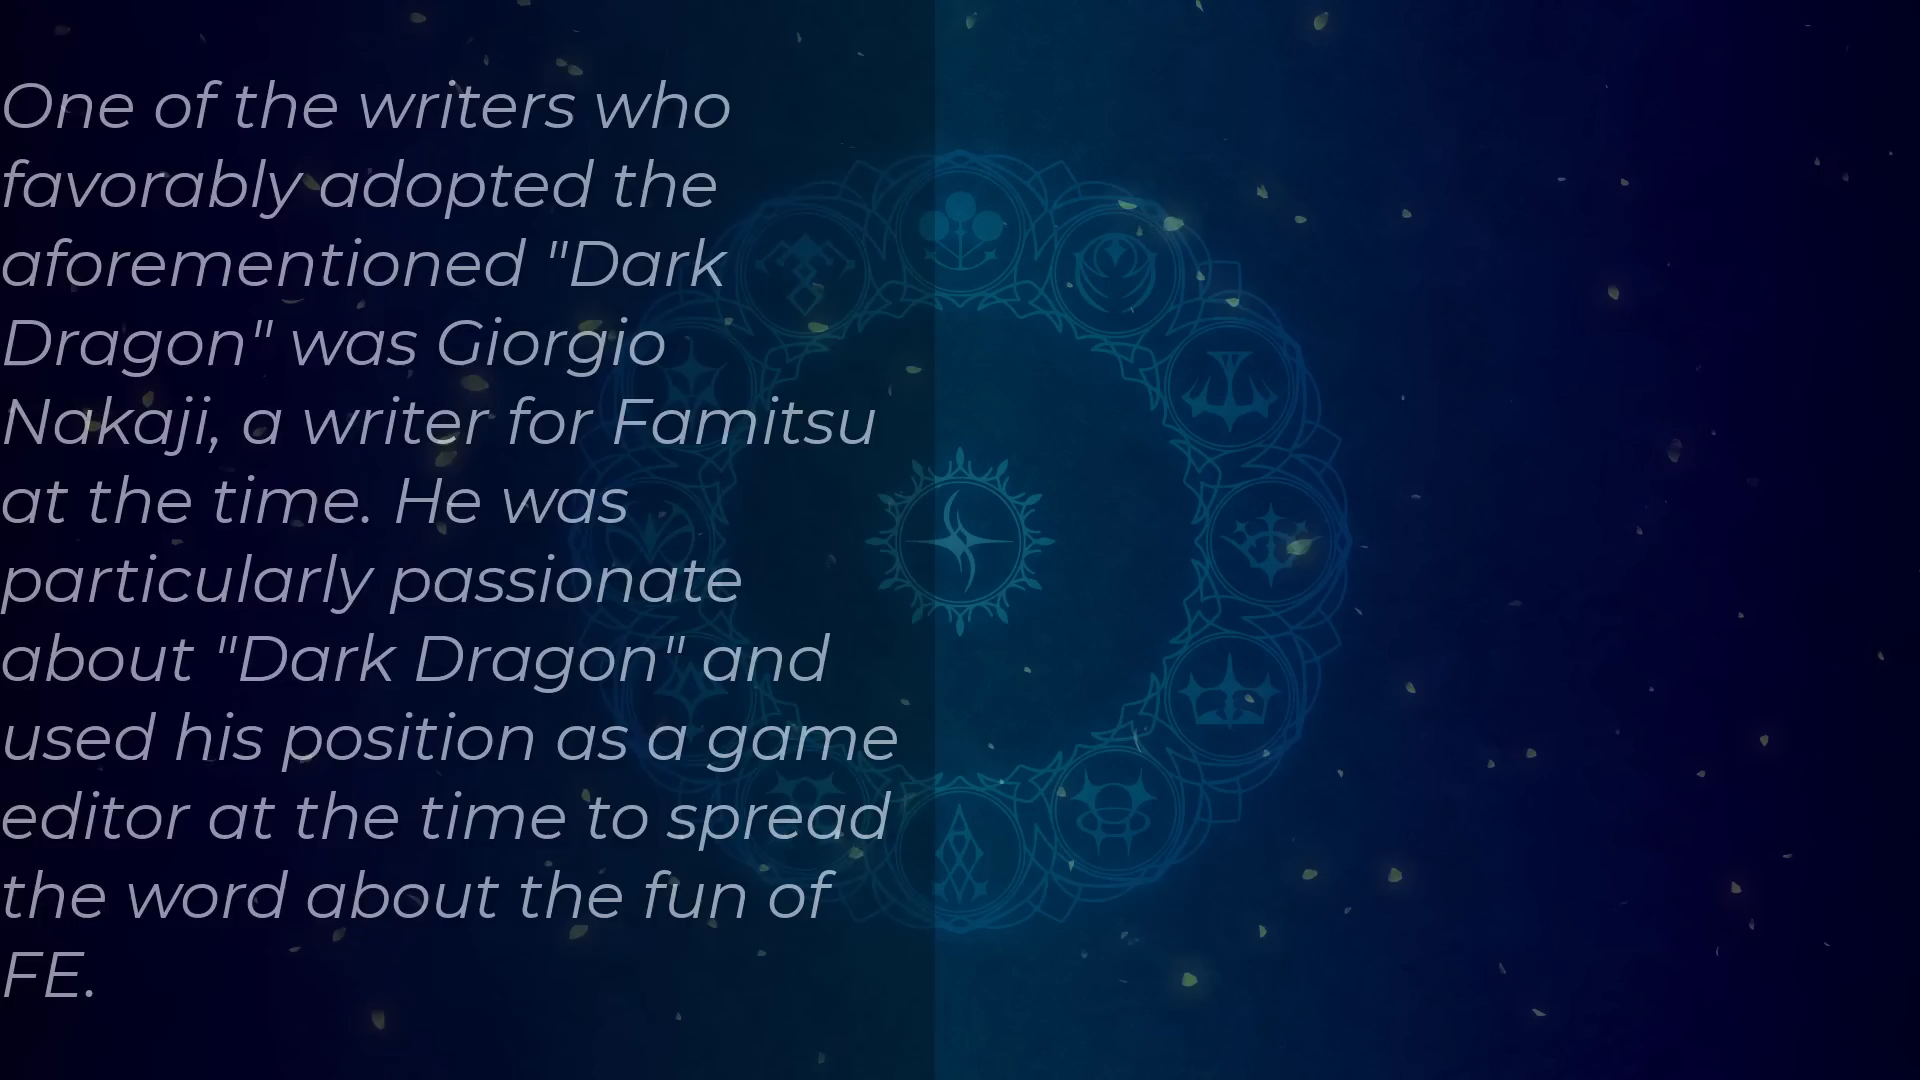 One of the writers who
favorably adopted the
aforementioned "Dark
Dragon" was Giorgio
Nakaji, a writer for Famitsu
at the time. He was
particularly passionate
about "Dark Dragon" and
used his position as a game
editor at the time to spread
the word about the fun of
FE.